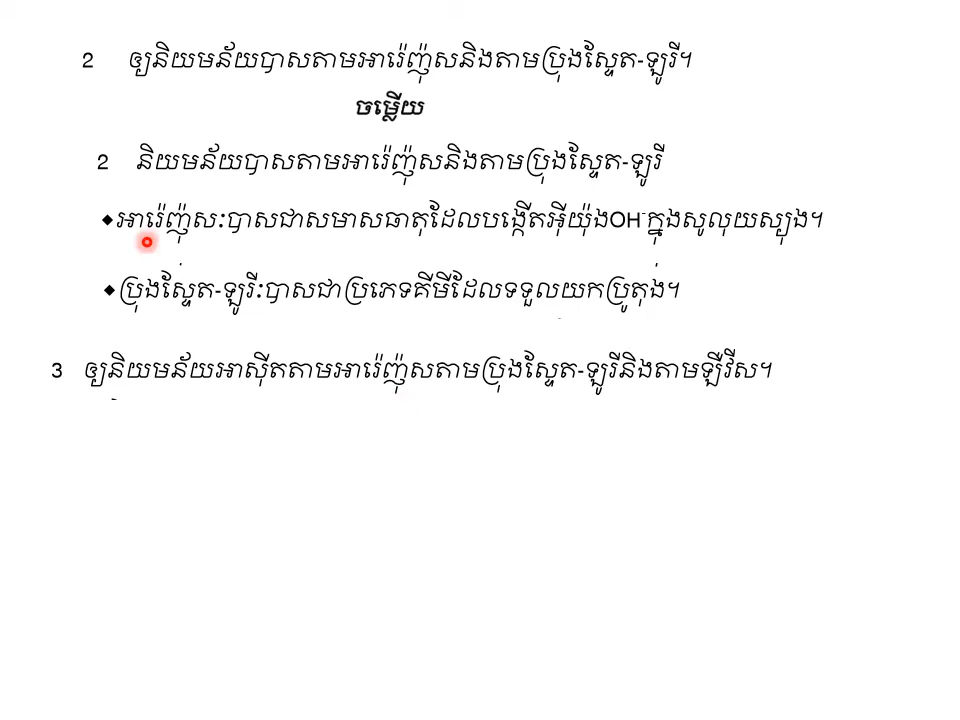 2 ឲ្យនិយមន័យបាសតាមអារ៉េញ៉ុសនិងតាមប្រុងស្តែត-ឡូរី។
ចម្លើយ
2 និយមន័យបាសតាមអារ៉េញ៉ុសនិងតាមប្រុងស្តែត-ឡូរី
◆អារ៉េញ៉ុសៈបាសជាសមាសធាតុដែលបង្កើតអ៊ីយ៉ុងOH⁻ក្នុងសូលុយស្យុង។
◆ប្រុងស្តែត-ឡូរីៈបាសជាប្រភេទគីមីដែលទទួលយកប្រូតុង។
3 ឲ្យនិយមន័យអាស៊ីតតាមអារ៉េញ៉ុសតាមប្រុងស្តែត-ឡូរីនិងតាមឡឺវីស។